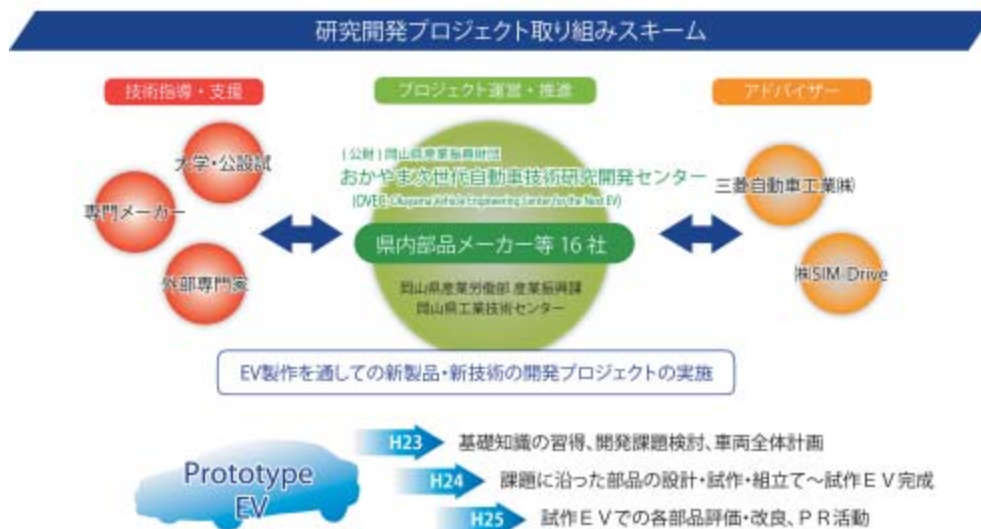 研究開発プロジェクト取り組みスキーム
技術指導・支援
大学・公設試
専門メーカー
外部専門家
プロジェクト運営・推進
(公財)岡山県産業振興財団
おかやま次世代自動車技術研究開発センター
(OVEC-Okayama Vehicle Engineering Center for the Next EV)
県内部品メーカー等16社
岡山県産業労働部 産業振興課
岡山県工業技術センター
アドバイザー
三菱自動車工業㈱
㈱SIM-Drive
EV製作を通しての新製品・新技術の開発プロジェクトの実施
Prototype
EV
H23 基礎知識の習得、開発課題検討、車両全体計画
H24 課題に沿った部品の設計・試作・組立て～試作EV完成
H25 試作EVでの各部品評価・改良、PR活動